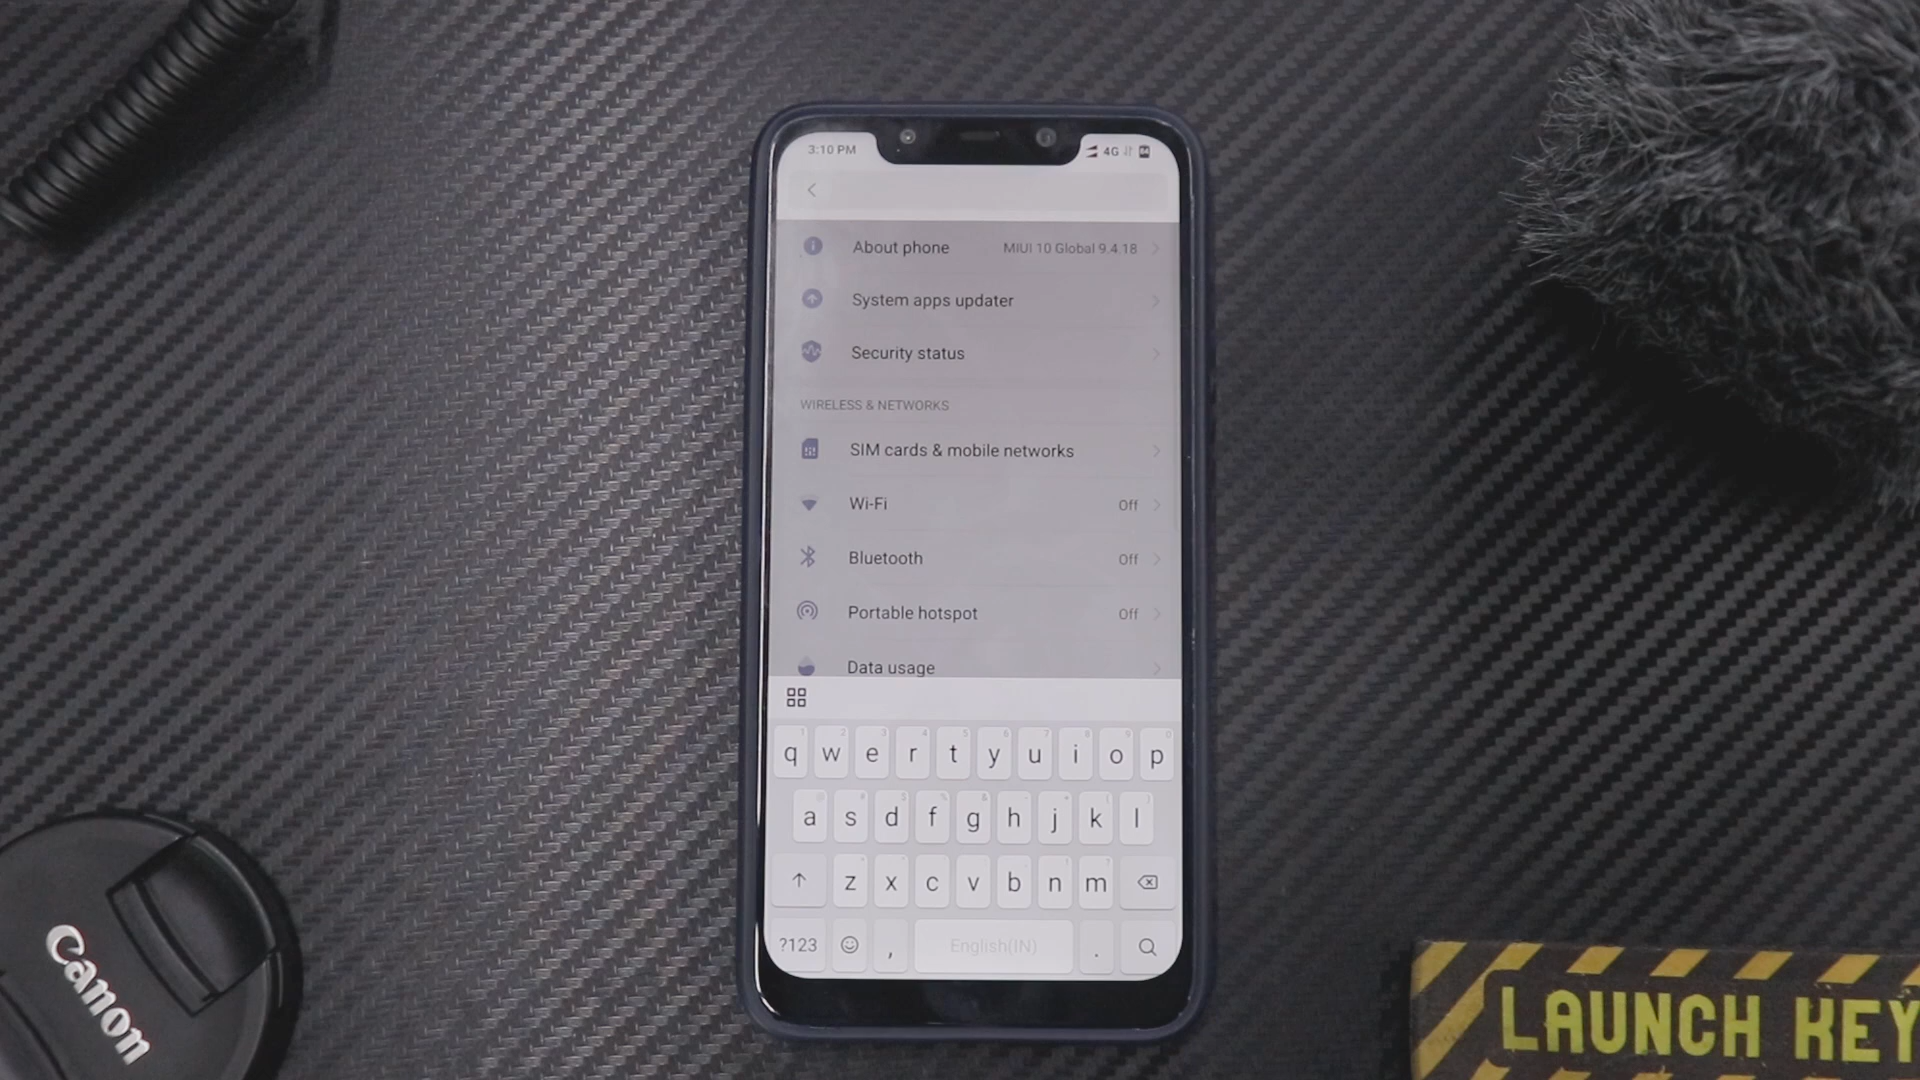 3:10 PM
4G
About phone MIUI 10 Global 9.4.18
System apps updater
Security status
WIRELESS & NETWORKS
SIM cards & mobile networks
Wi-Fi Off
Bluetooth Off
Portable hotspot Off
Data usage
q w e r t y u i o p
a s d f g h j k l
z x c v b n m
?123 , English(IN) .
Canon
LAUNCH KEY